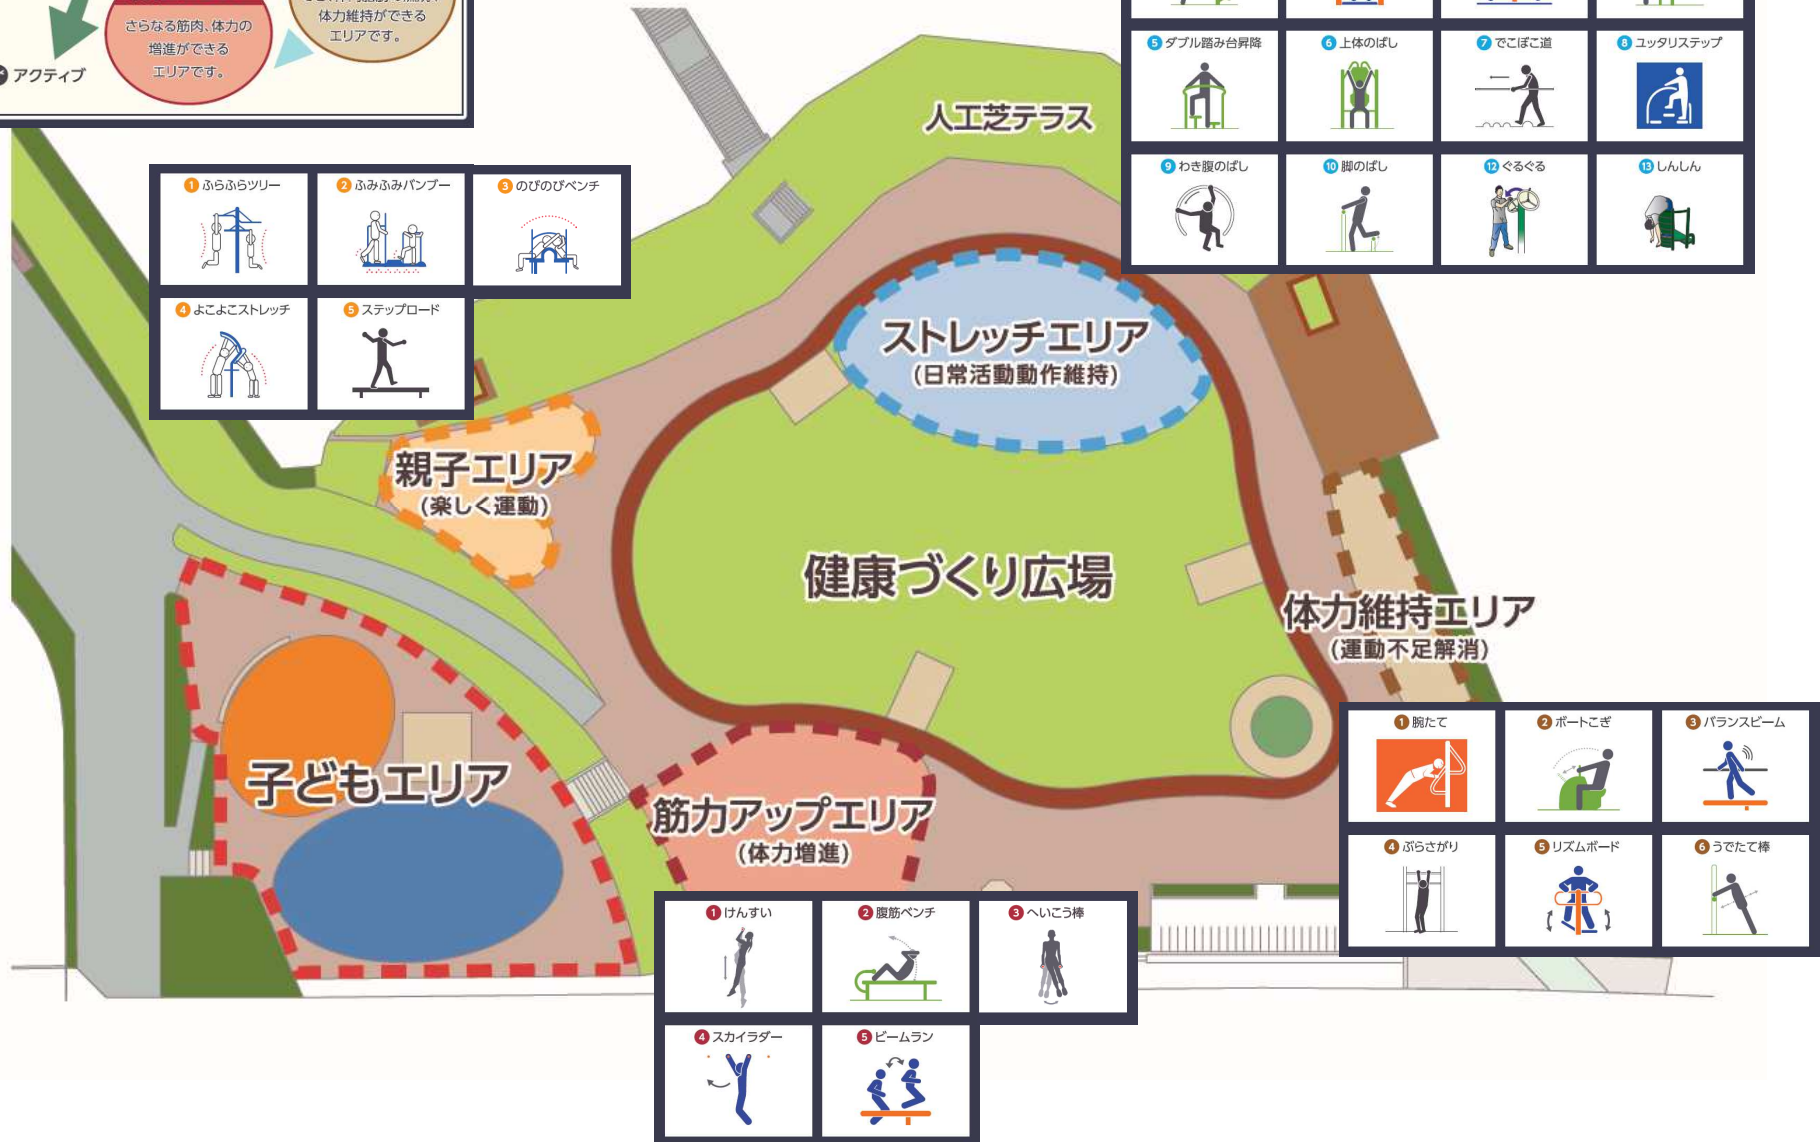 さらなる筋肉、体力の
増進ができる
エリアです。
体力維持ができる
エリアです。
アクティブ
人工芝テラス
5 ダブル踏み台昇降
6 上体のばし
7 でこぼこ道
8 ユッタリステップ
9 わき腹のばし
10 脚のばし
12 ぐるぐる
13 しんしん
1 ふらふらツリー
2 ふみふみバンブー
3 のびのびベンチ
4 よこよこストレッチ
5 ステップロード
ストレッチエリア
(日常活動動作維持)
親子エリア
(楽しく運動)
健康づくり広場
体力維持エリア
(運動不足解消)
子どもエリア
筋力アップエリア
(体力増進)
1 腕たて
2 ボートこぎ
3 バランスビーム
4 ぶらさがり
5 リズムボード
6 うでたて棒
1 けんすい
2 腹筋ベンチ
3 へいこう棒
4 スカイラダー
5 ビームラン